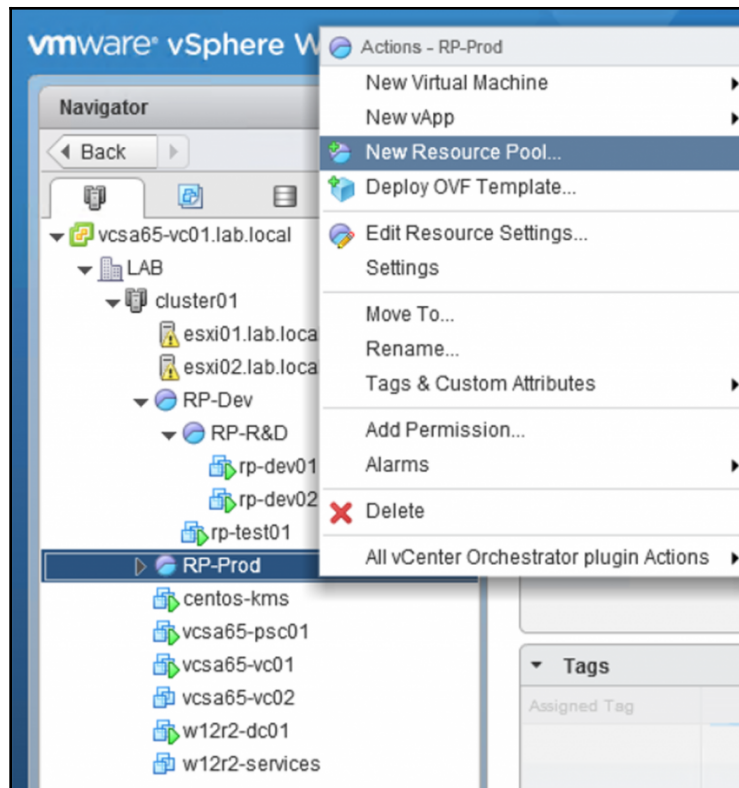 vmware® vSphere W
Actions - RP-Prod
New Virtual Machine
New vApp
New Resource Pool...
Deploy OVF Template...
Edit Resource Settings...
Settings
Move To...
Rename...
Tags & Custom Attributes
Add Permission...
Alarms
Delete
All vCenter Orchestrator plugin Actions
Navigator
Back
vcsa65-vc01.lab.local
LAB
cluster01
esxi01.lab.loca
esxi02.lab.loca
RP-Dev
RP-R&D
rp-dev01
rp-dev02
rp-test01
RP-Prod
centos-kms
vcsa65-psc01
vcsa65-vc01
vcsa65-vc02
w12r2-dc01
w12r2-services
Tags
Assigned Tag